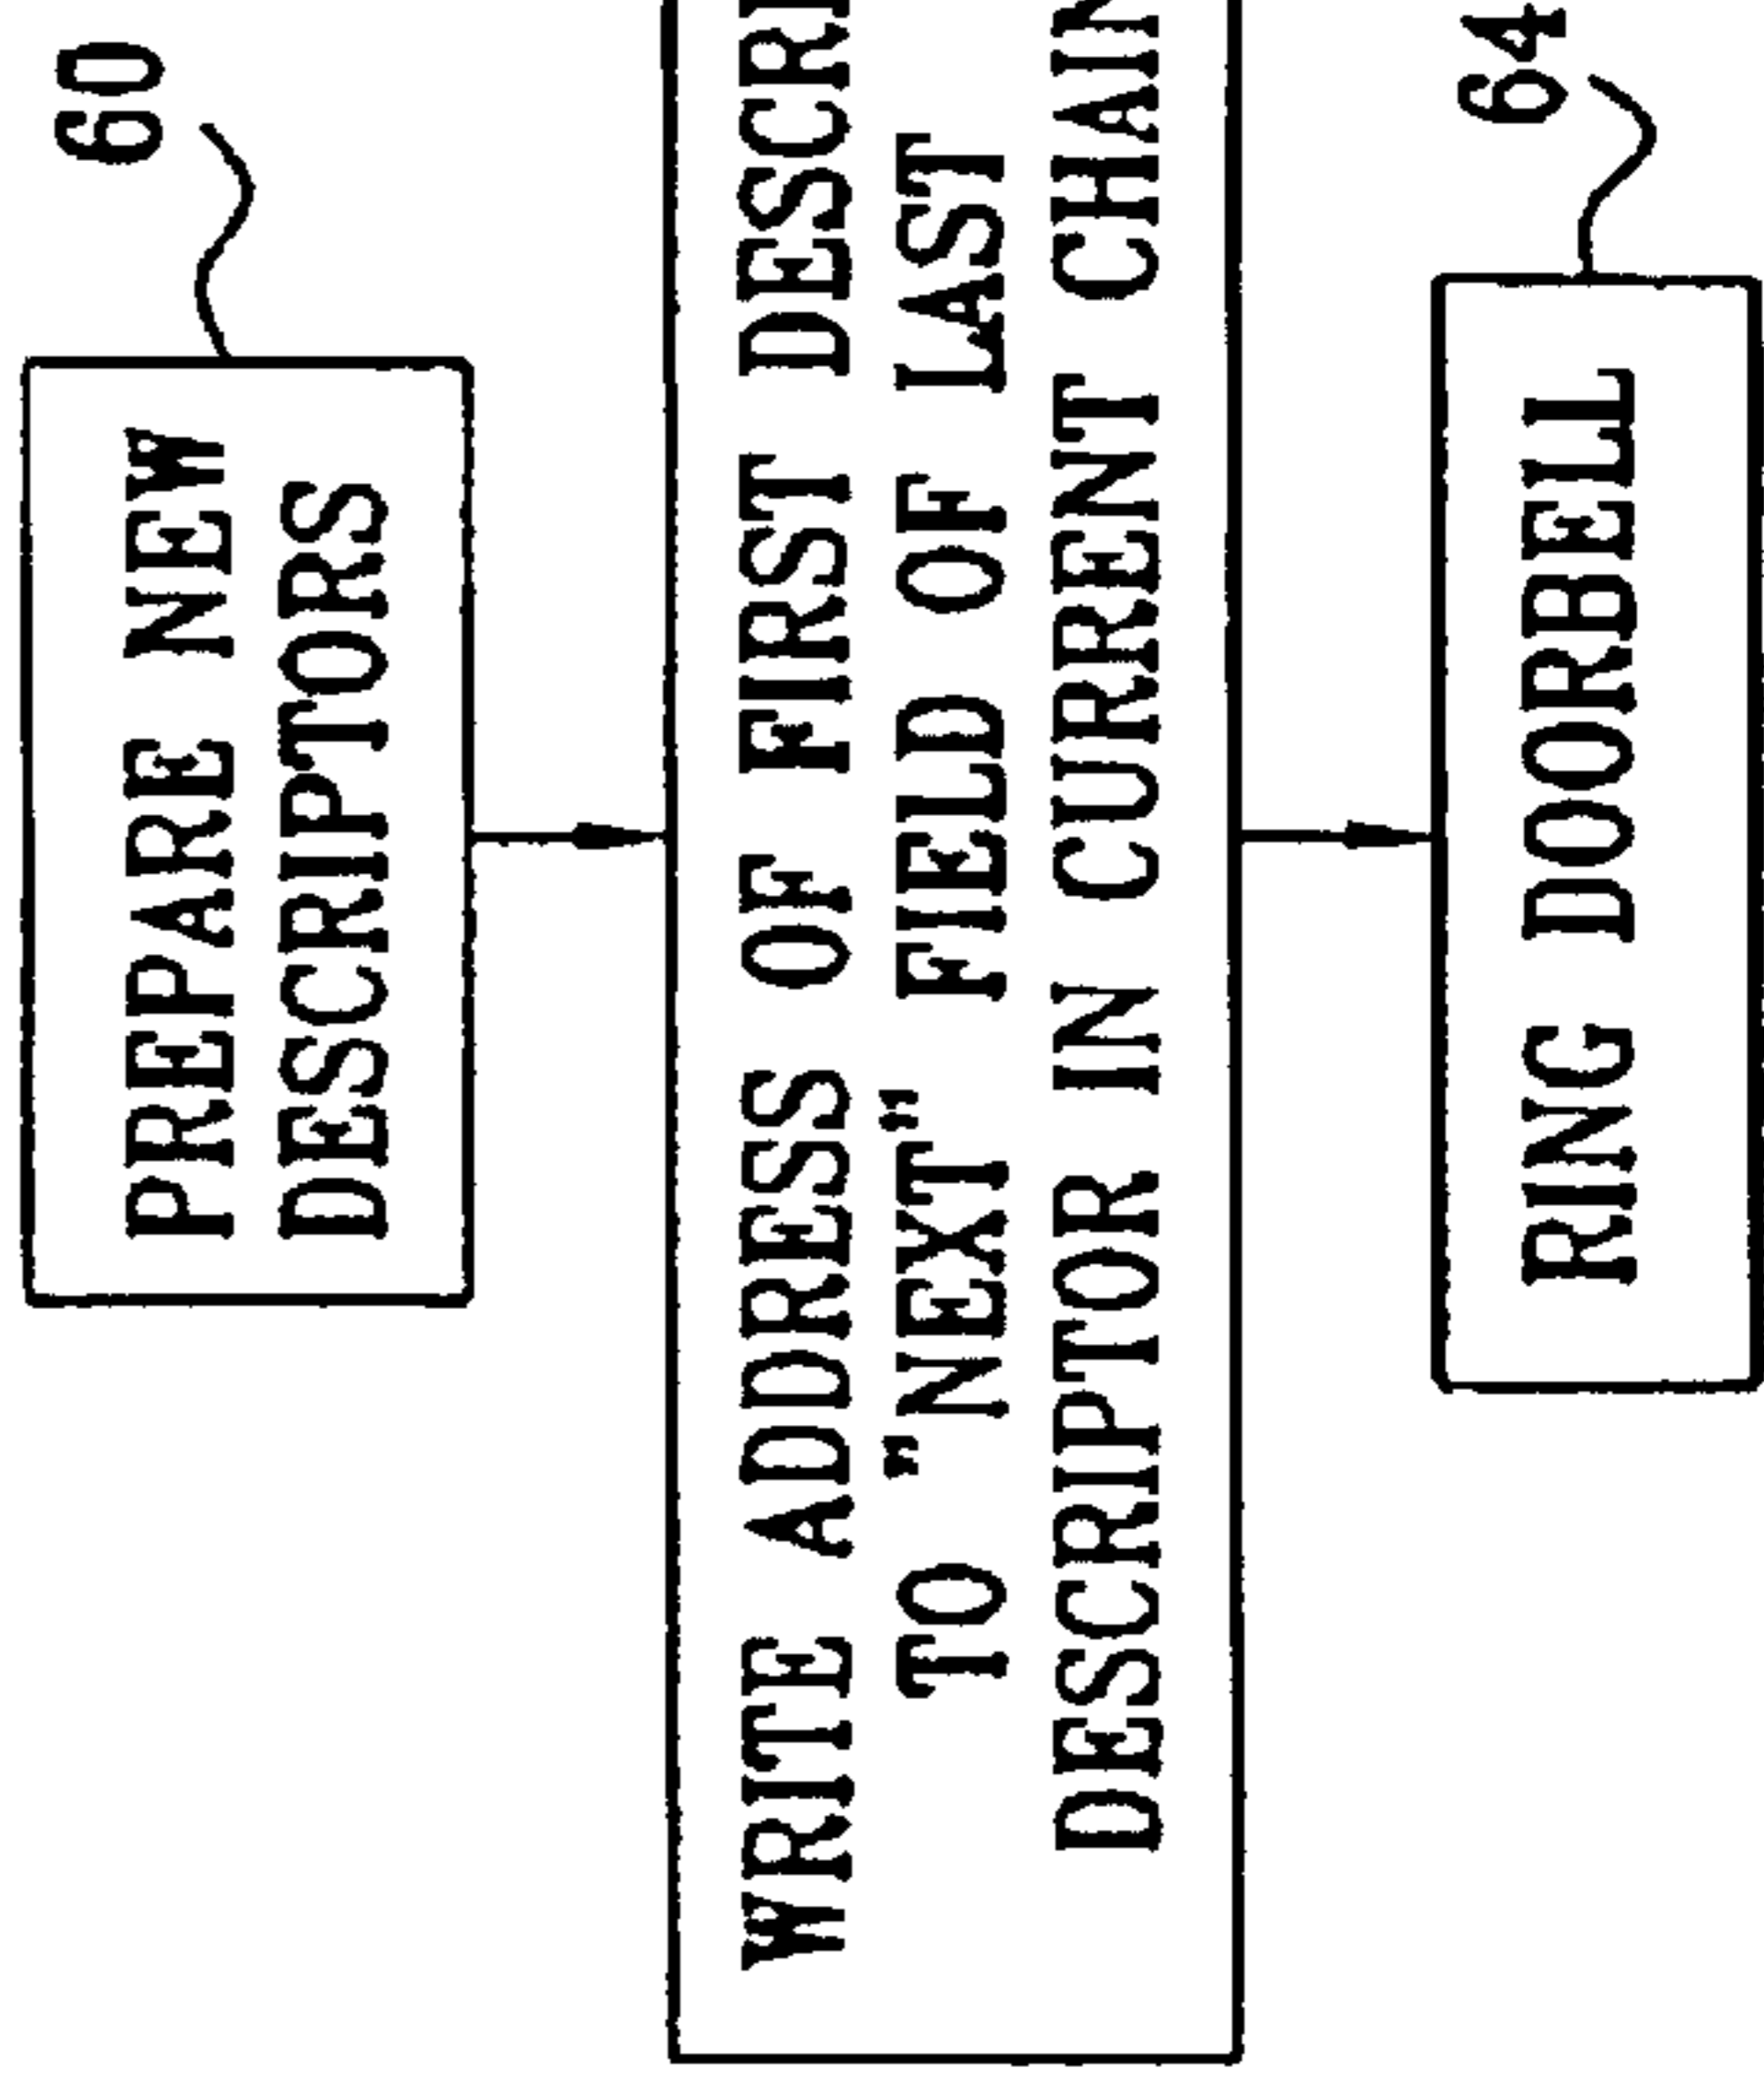 60
PREPARE NEW
DESCRIPTORS
WRITE ADDRESS OF FIRST
TO "NEXT" FIELD OF LAST
DESCRIPTOR IN CURRENT CHAIN
64
RING DOORBELL